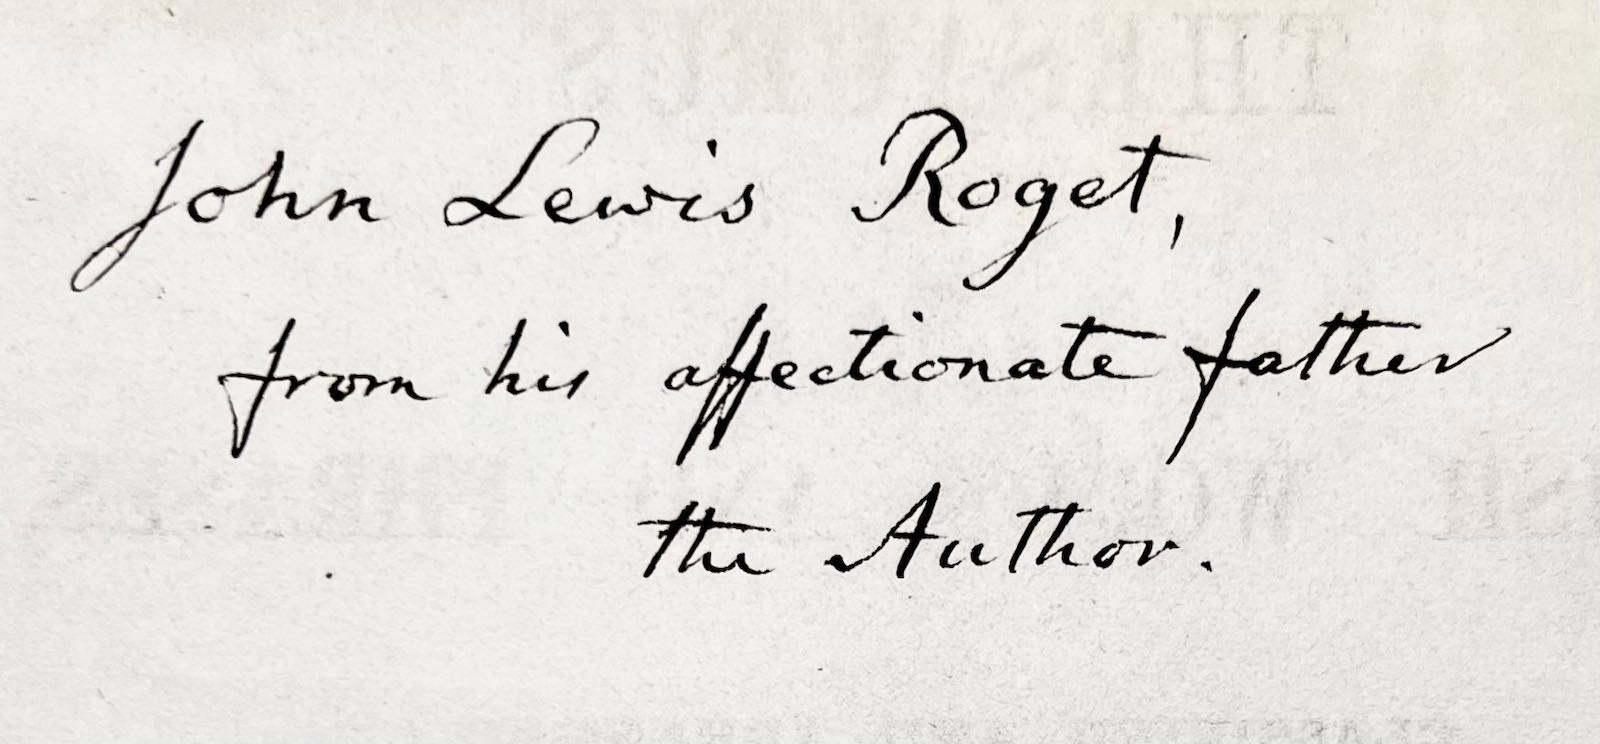 John Lewis Roget,
from his affectionate father
the Author.